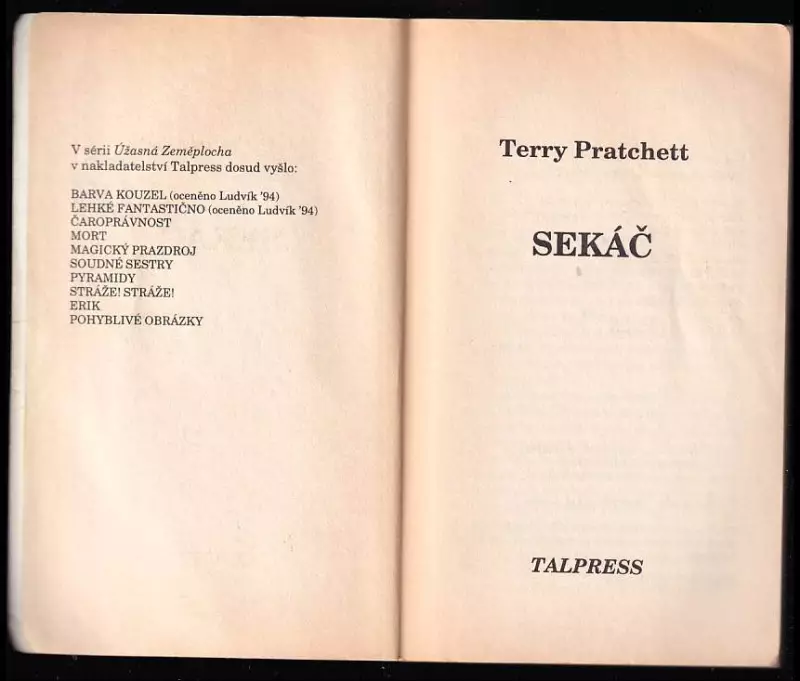 V sérii Úžasná Zeměplocha
v nakladatelství Talpress dosud vyšlo:
BARVA KOUZEL (oceněno Ludvík '94)
LEHKÉ FANTASTIČNO (oceněno Ludvík '94)
ČAROPRÁVNOST
MORT
MAGICKÝ PRAZDROJ
SOUDNÉ SESTRY
PYRAMIDY
STRÁŽE! STRÁŽE!
ERIK
POHYBLIVÉ OBRÁZKY
Terry Pratchett
SEKÁČ
TALPRESS